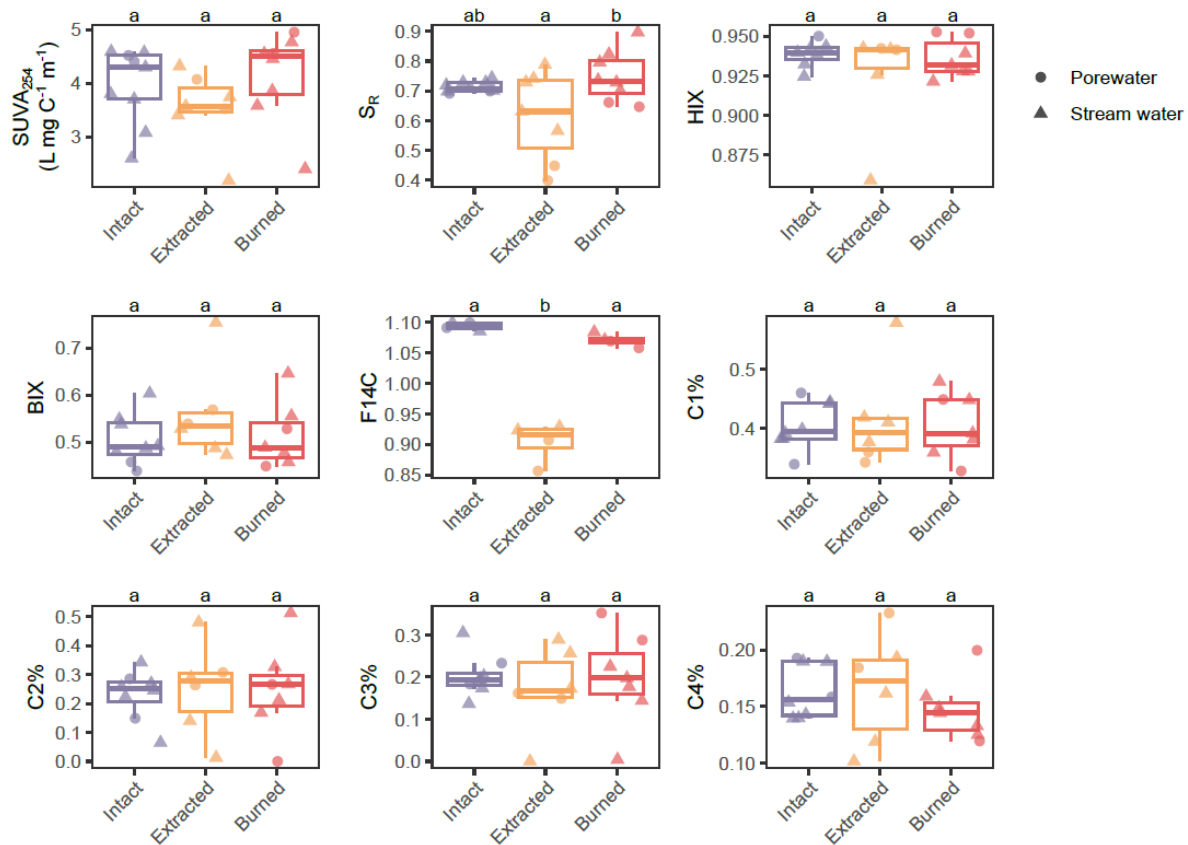 a a a
SUVA254
(L mg C-1 m-1)
5
4
3
Intact
Extracted
Burned
ab a b
SR
0.9
0.8
0.7
0.6
0.5
0.4
Intact
Extracted
Burned
a a a
HIX
0.950
0.925
0.900
0.875
Intact
Extracted
Burned
Porewater
Stream water
a a a
BIX
0.7
0.6
0.5
Intact
Extracted
Burned
a b a
F14C
1.10
1.05
1.00
0.95
0.90
0.85
Intact
Extracted
Burned
a a a
C1%
0.5
0.4
Intact
Extracted
Burned
a a a
C2%
0.5
0.4
0.3
0.2
0.1
0.0
Intact
Extracted
Burned
a a a
C3%
0.3
0.2
0.1
0.0
Intact
Extracted
Burned
a a a
C4%
0.20
0.15
0.10
Intact
Extracted
Burned